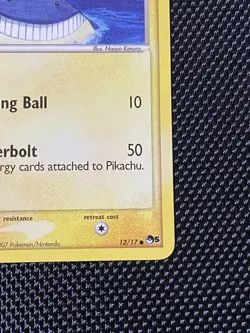 Illus. Naoyo Kimura
ng Ball 10
erbolt 50
rgy cards attached to Pikachu.
resistance retreat cost
007 Pokémon/Nintendo 12/17 ● 5